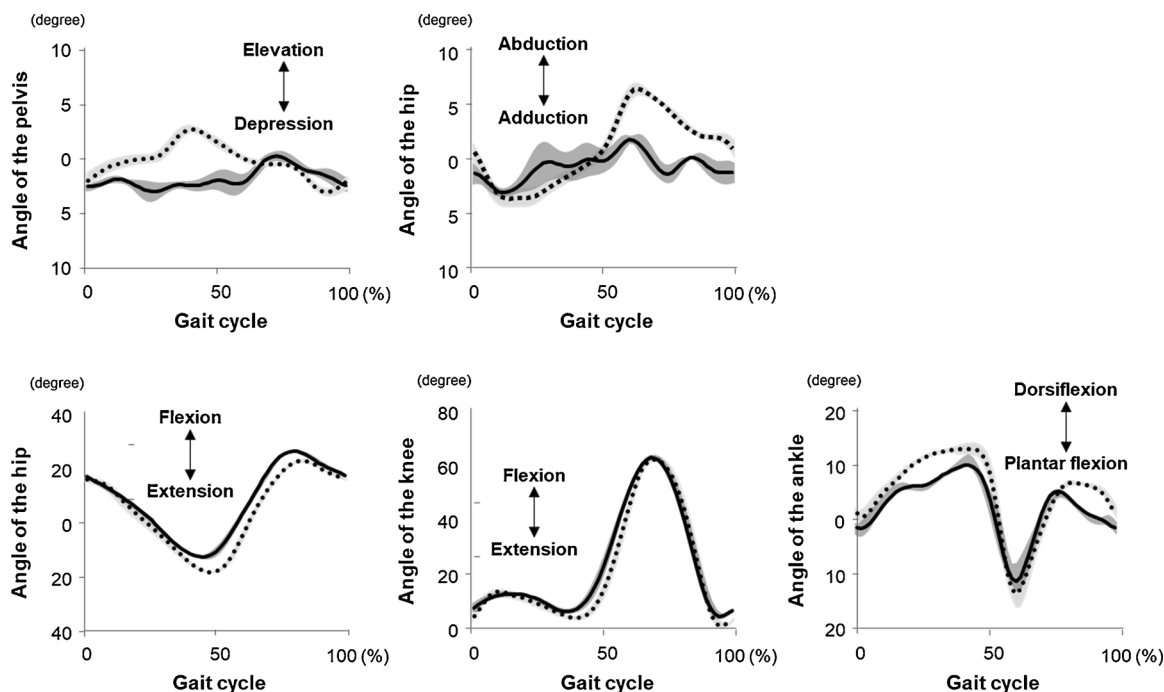 (degree)
Angle of the pelvis
10
5
0
5
10
Elevation
Depression
0
50
100 (%)
Gait cycle
(degree)
Angle of the hip
10
5
0
5
10
Abduction
Adduction
0
50
100 (%)
Gait cycle
(degree)
Angle of the hip
40
20
0
20
40
Flexion
Extension
0
50
100 (%)
Gait cycle
(degree)
Angle of the knee
80
60
40
20
0
Flexion
Extension
0
50
100 (%)
Gait cycle
(degree)
Angle of the ankle
20
10
0
10
20
Dorsiflexion
Plantar flexion
0
50
100 (%)
Gait cycle